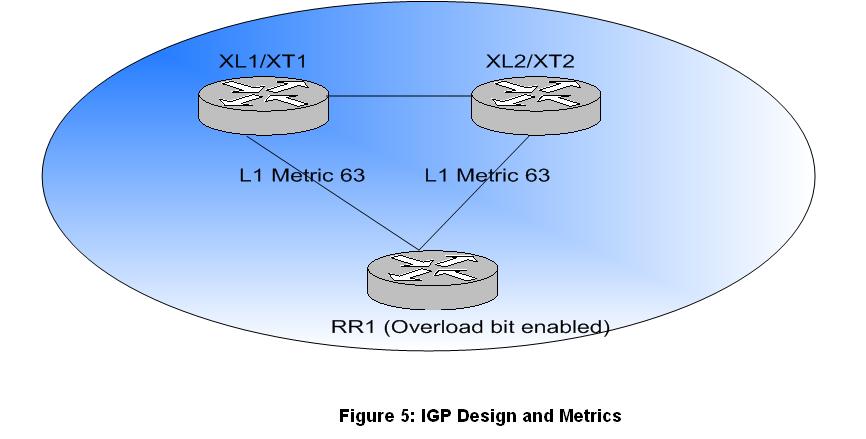 XL1/XT1
XL2/XT2
L1 Metric 63
L1 Metric 63
RR1 (Overload bit enabled)
Figure 5: IGP Design and Metrics